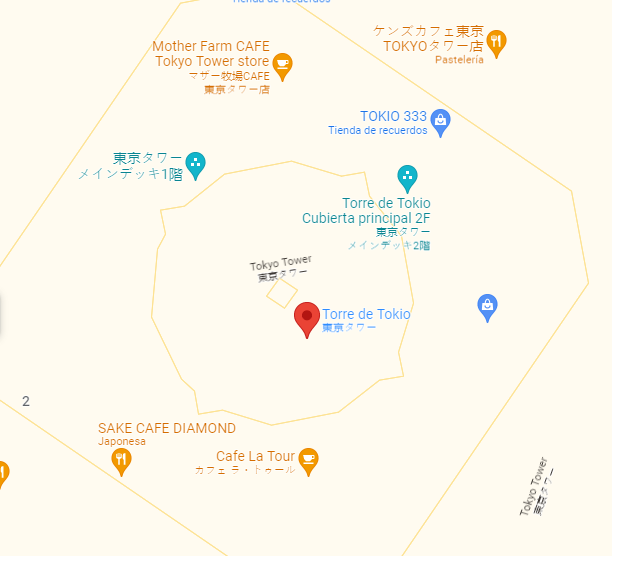 Tienda de recuerdos
ケンズカフェ東京
TOKYOタワー店
Pastelería
Mother Farm CAFE
Tokyo Tower store
マザー牧場CAFE
東京タワー店
TOKIO 333
Tienda de recuerdos
東京タワー
メインデッキ1階
Torre de Tokio
Cubierta principal 2F
東京タワー
メインデッキ2階
Tokyo Tower
東京タワー
Torre de Tokio
東京タワー
2
SAKE CAFE DIAMOND
Japonesa
Cafe La Tour
カフェ ラ・トゥール
Tokyo Tower
東京タワー